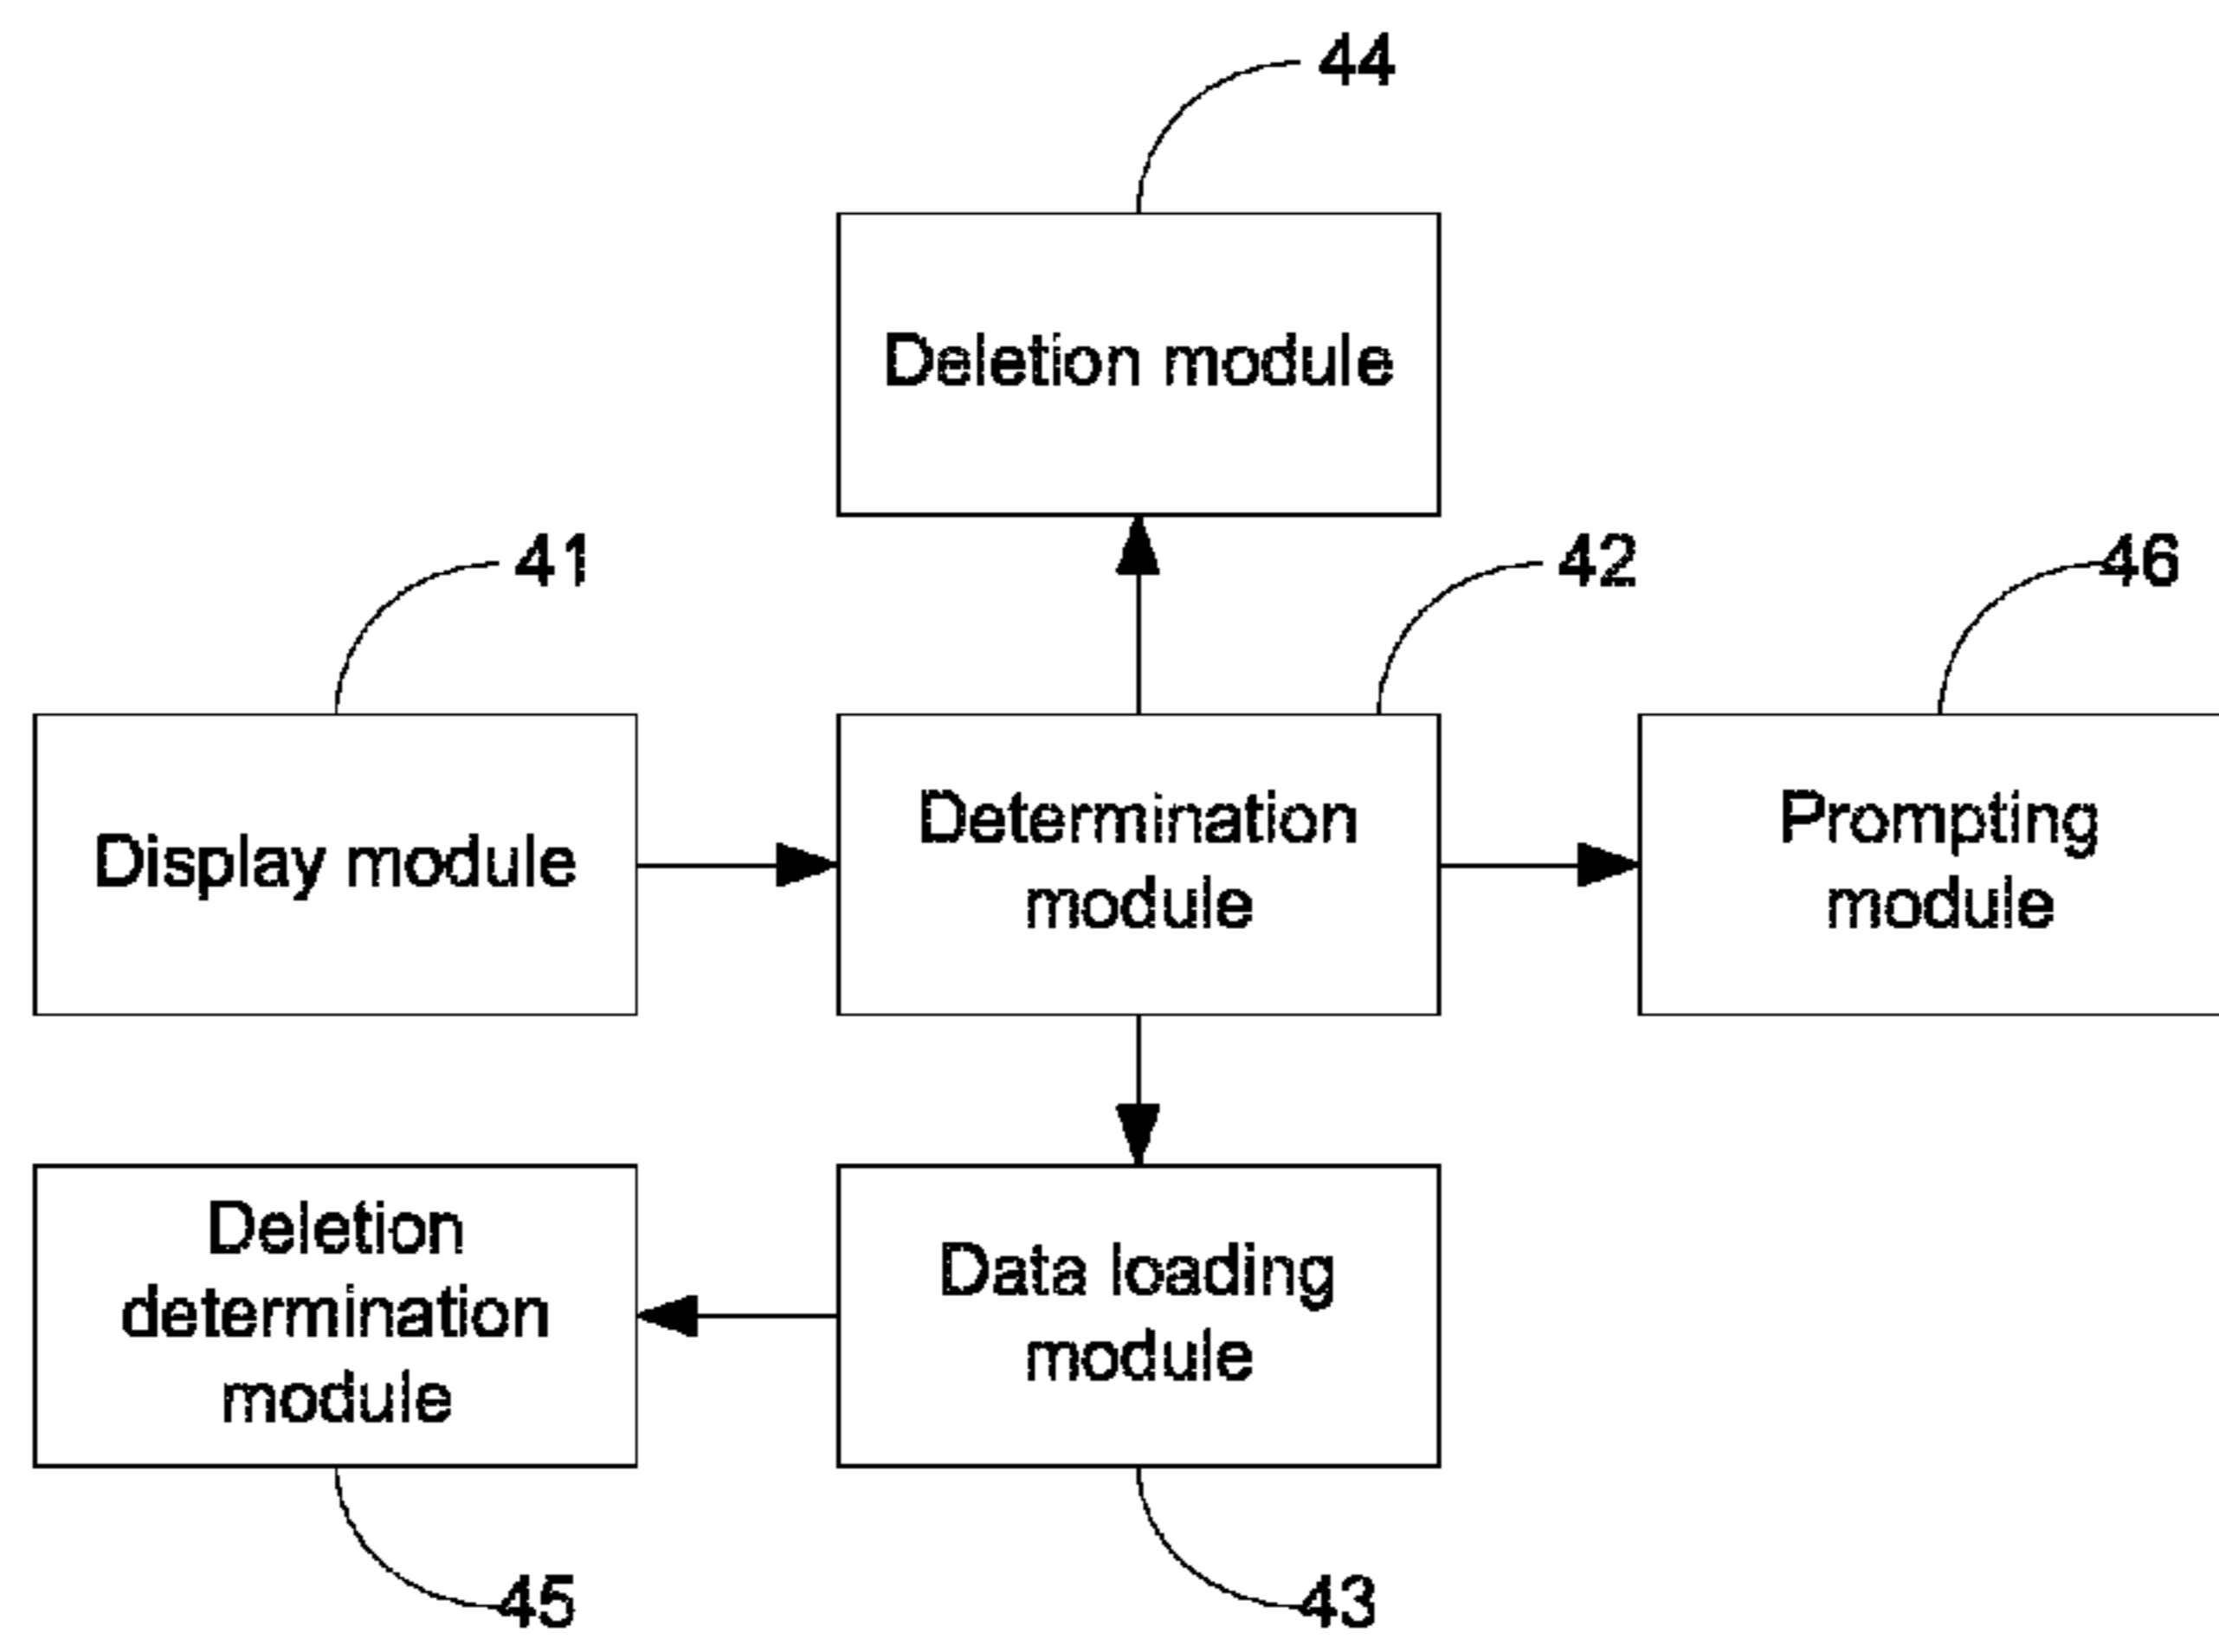 44
Deletion module
41
42
46
Display module
Determination
module
Prompting
module
Deletion
determination
module
Data loading
module
45
43